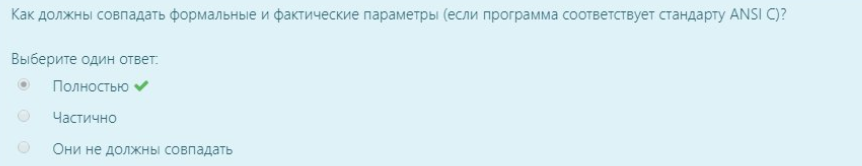 Как должны совпадать формальные и фактические параметры (если программа соответствует стандарту ANSI C)?
Выберите один ответ:
Полностью
Частично
Они не должны совпадать